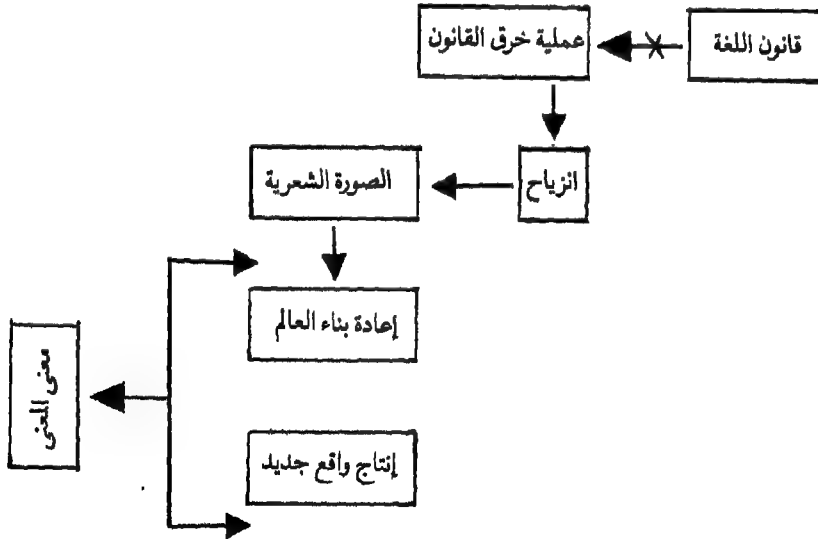 قانون اللغة
عملية خرق القانون
انزياح
الصورة الشعرية
إعادة بناء العالم
معنى المعنى
إنتاج واقع جديد